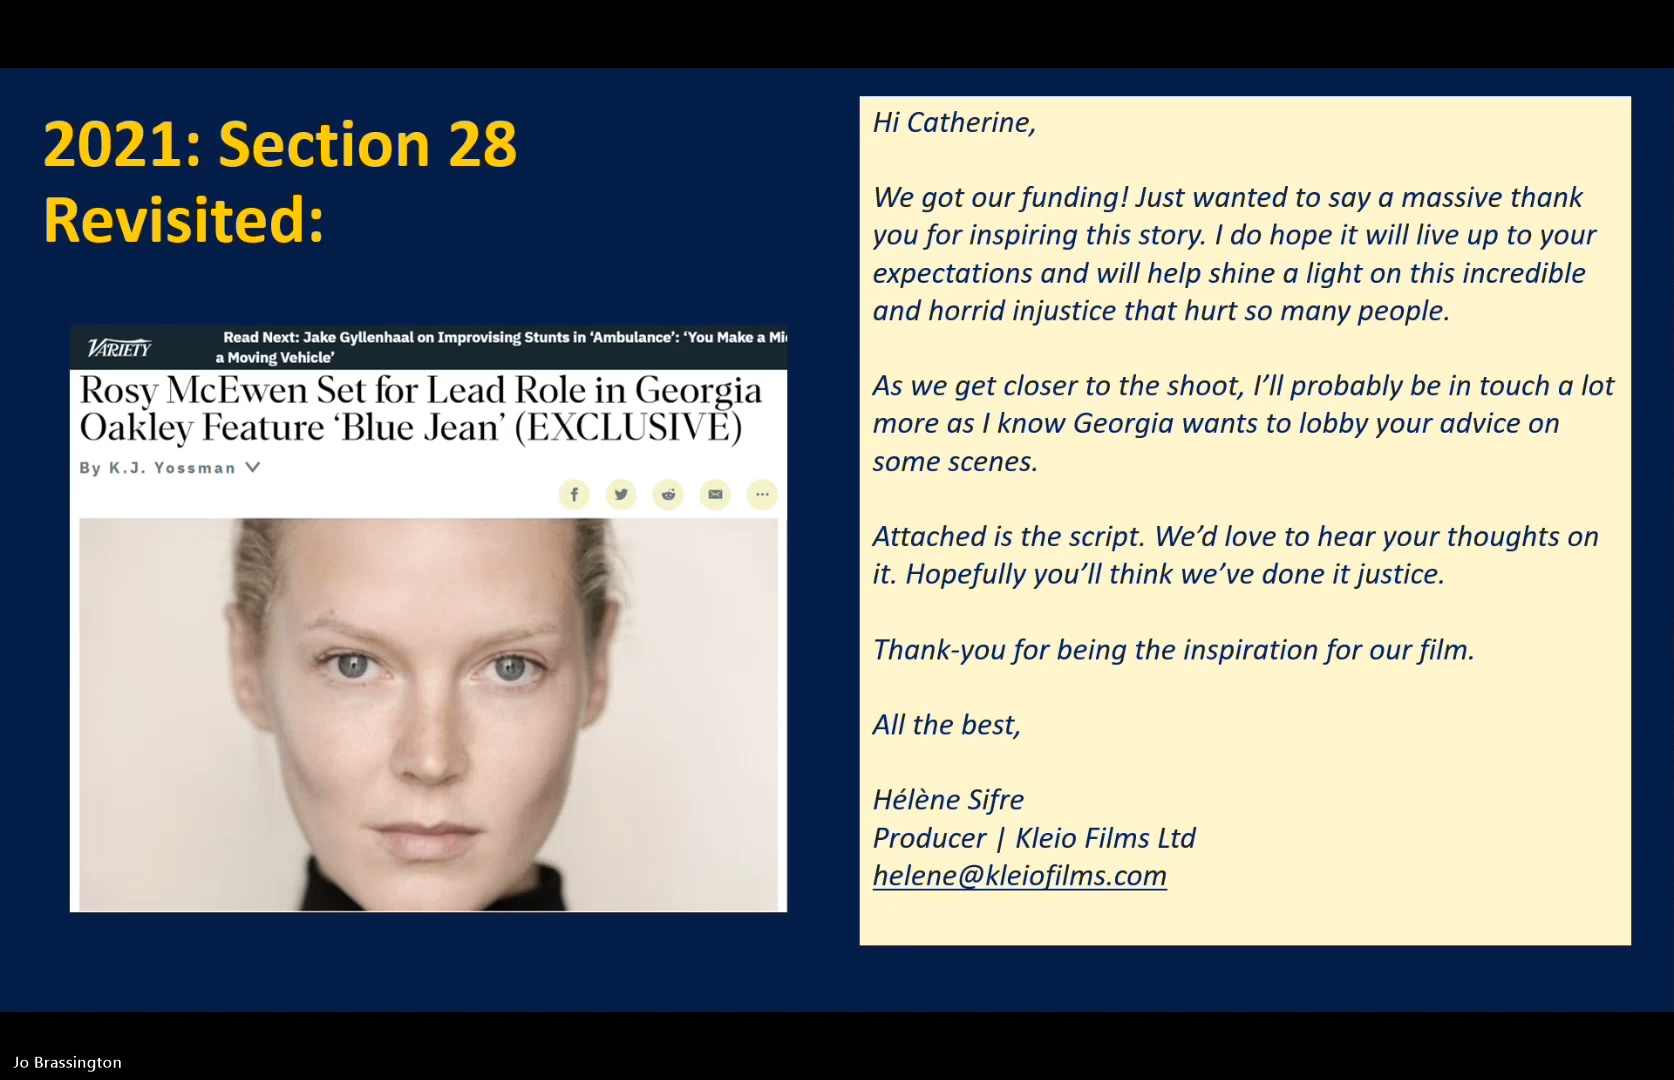 2021: Section 28
Revisited:
VARIETY
Read Next: Jake Gyllenhaal on Improvising Stunts in ‘Ambulance’: ‘You Make a
a Moving Vehicle’
Rosy McEwen Set for Lead Role in Georgia
Oakley Feature ‘Blue Jean’ (EXCLUSIVE)
By K.J. Yossman
Hi Catherine,
We got our funding! Just wanted to say a massive thank
you for inspiring this story. I do hope it will live up to your
expectations and will help shine a light on this incredible
and horrid injustice that hurt so many people.
As we get closer to the shoot, I’ll probably be in touch a lot
more as I know Georgia wants to lobby your advice on
some scenes.
Attached is the script. We’d love to hear your thoughts on
it. Hopefully you’ll think we’ve done it justice.
Thank-you for being the inspiration for our film.
All the best,
Hélène Sifre
Producer | Kleio Films Ltd
helene@kleiofilms.com
Jo Brassington